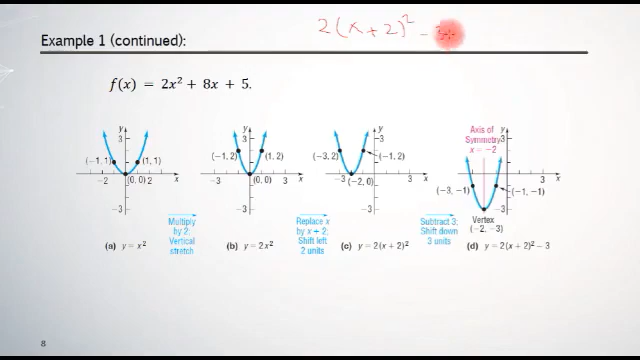 2(x+2)² - 3
Example 1 (continued):
f(x) = 2x² + 8x + 5.
y 3 (-1, 1) (1, 1) -2 (0, 0) 2 x -3
Multiply by 2; Vertical stretch
(a) y = x²
y 3 (-1, 2) (1, 2) -3 (0, 0) 3 x -3
Replace x by x + 2; Shift left 2 units
(b) y = 2x²
y 3 (-3, 2) (-1, 2) -3 (-2, 0) 3 x -3
Subtract 3; Shift down 3 units
(c) y = 2(x + 2)²
Axis of Symmetry x = -2 y 3 (-3, -1) (-1, -1) 3 x -3 Vertex (-2, -3)
(d) y = 2(x + 2)² - 3
8